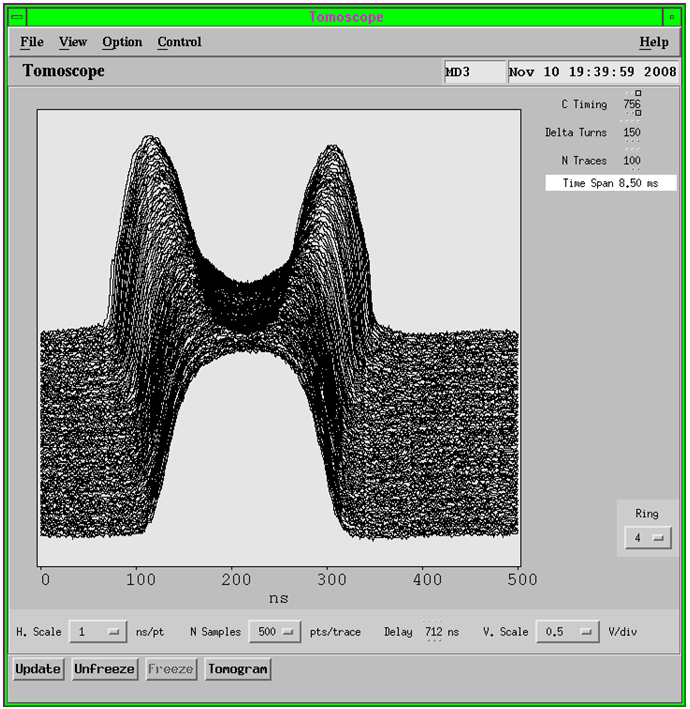 Tomoscope
File View Option Control Help
Tomoscope MD3 Nov 10 19:39:59 2008
C Timing 756
Delta Turns 150
N Traces 100
Time Span 8.50 ms
Ring
4
0 100 200 300 400 500
ns
H. Scale 1 ns/pt N Samples 500 pts/trace Delay 712 ns V. Scale 0.5 V/div
Update Unfreeze Freeze Tomogram